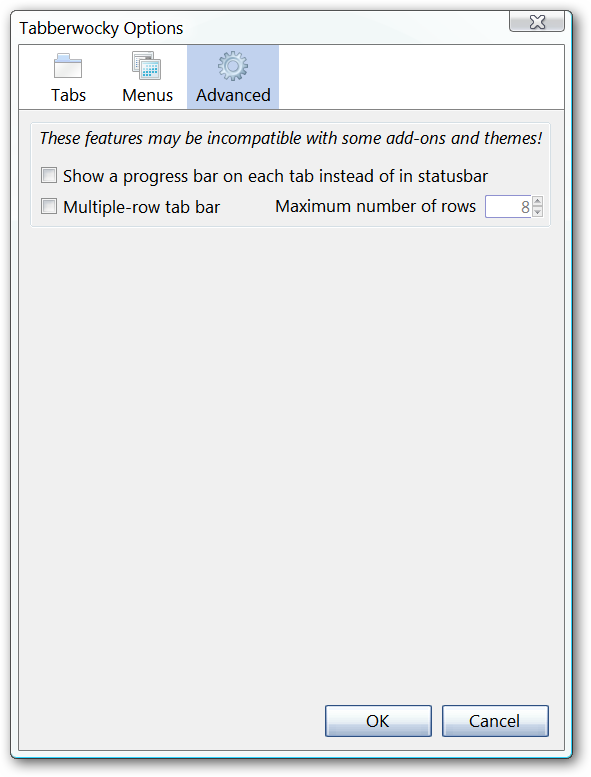 Tabberwocky Options
Tabs Menus Advanced
These features may be incompatible with some add-ons and themes!
Show a progress bar on each tab instead of in statusbar
Multiple-row tab bar Maximum number of rows 8
OK Cancel